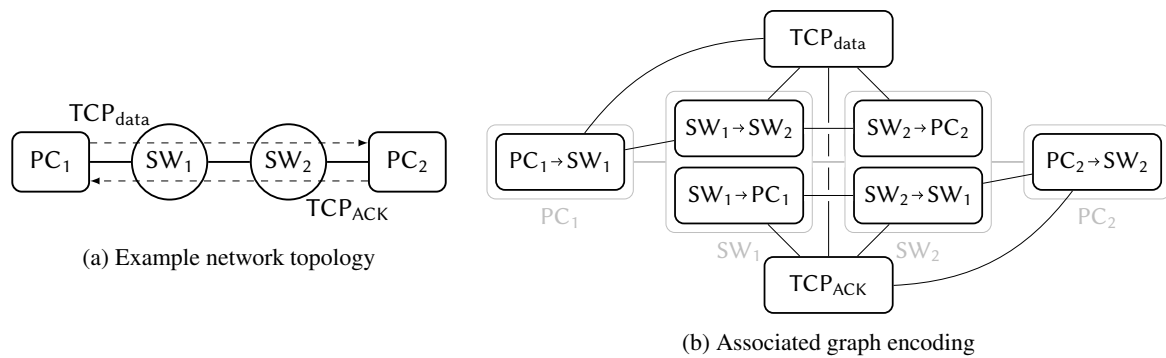 TCP_data
PC_1
SW_1
SW_2
PC_2
TCP_ACK
(a) Example network topology
TCP_data
SW_1→SW_2
SW_2→PC_2
PC_1→SW_1
PC_2→SW_2
SW_1→PC_1
SW_2→SW_1
PC_1
PC_2
SW_1
SW_2
TCP_ACK
(b) Associated graph encoding